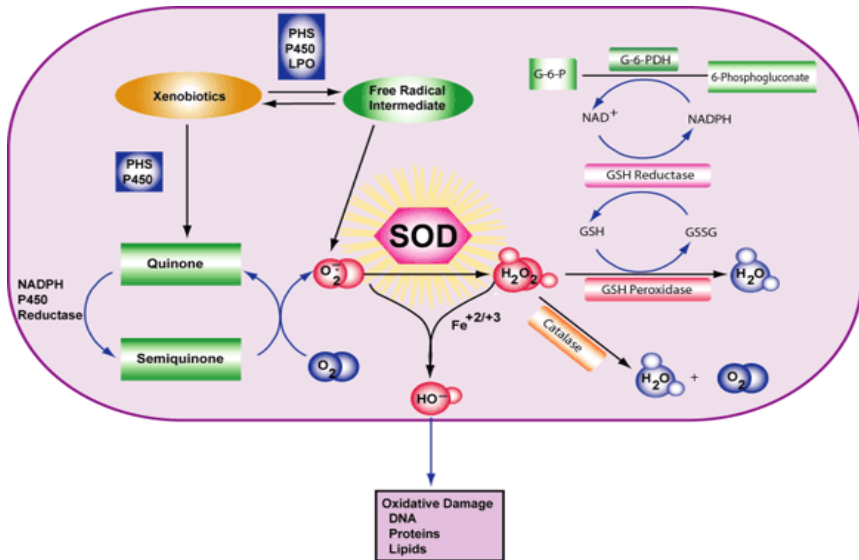 PHS
P450
LPO
Xenobiotics
Free Radical
Intermediate
G-6-P
G-6-PDH
6-Phosphogluconate
NAD+
NADPH
PHS
P450
GSH Reductase
SOD
GSH
GSSG
Quinone
O2•−
H2O2
H2O
GSH Peroxidase
NADPH
P450
Reductase
Fe+2/+3
Catalase
Semiquinone
O2
H2O + O2
HO−
Oxidative Damage
DNA
Proteins
Lipids